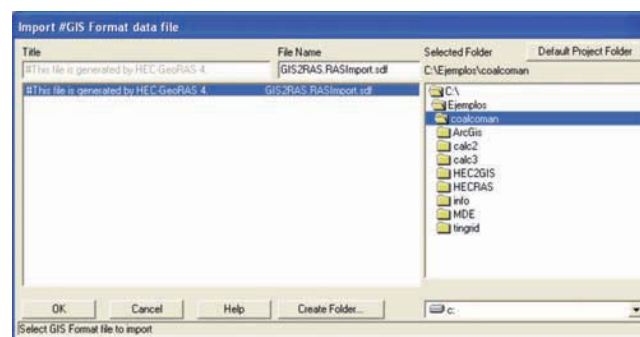 Import #GIS Format data file
Title
File Name
Selected Folder
Default Project Folder
#This file is generated by HEC-GeoRAS 4.
GIS2RAS.RASImport.sdf
C:\Ejemplos\coalcoman
#This file is generated by HEC-GeoRAS 4.
GIS2RAS.RASImport.sdf
C:\
Ejemplos
coalcoman
ArcGis
calc2
calc3
HEC2GIS
HECRAS
info
MDE
tingrid
OK
Cancel
Help
Create Folder...
c:
Select GIS Format file to import